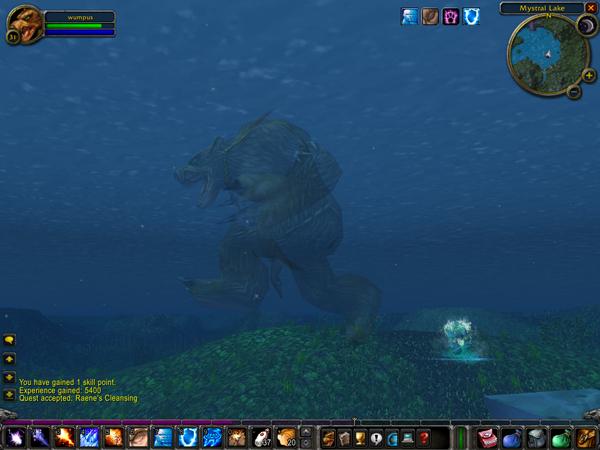 wumpus
31
Mystral Lake
N
You have gained 1 skill point.
Experience gained: 5400
Quest accepted: Raene's Cleansing
37
20